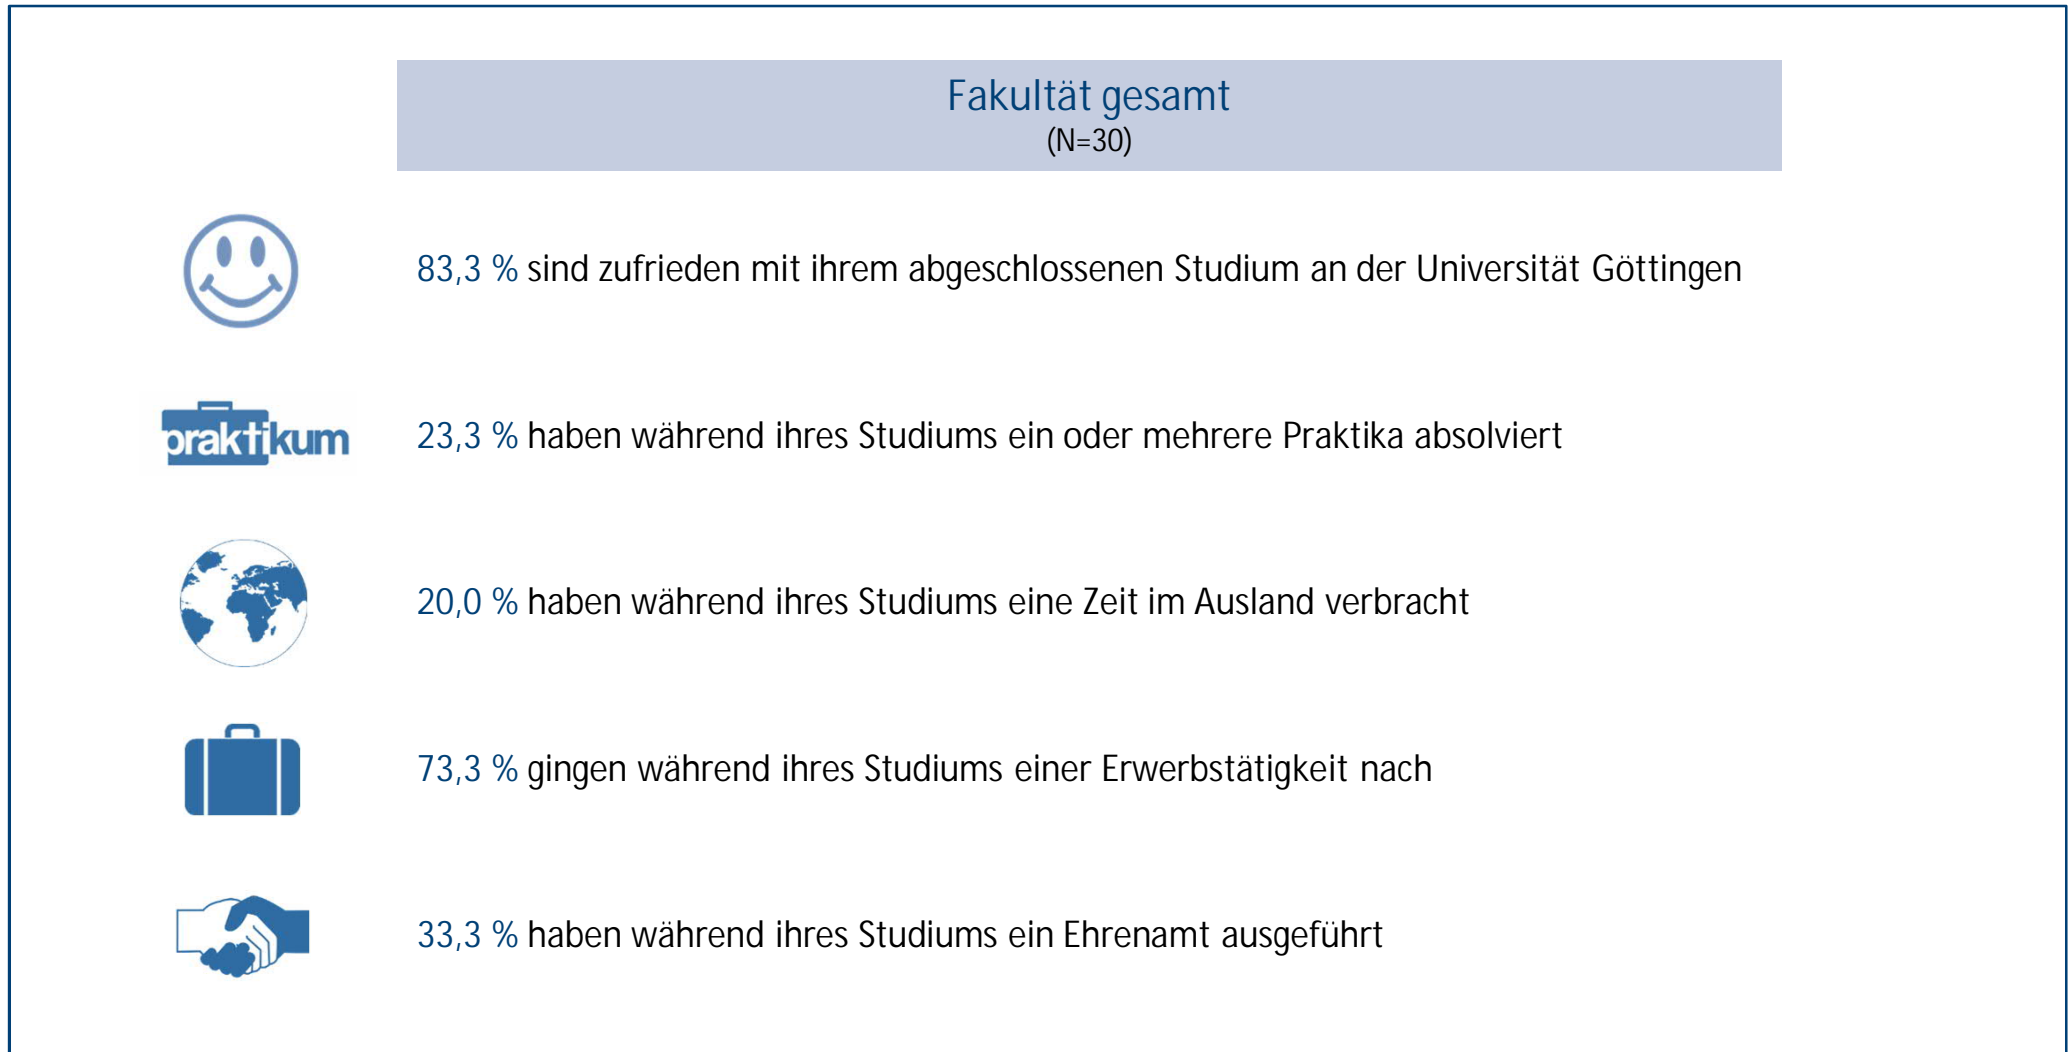 Fakultät gesamt
(N=30)
83,3 % sind zufrieden mit ihrem abgeschlossenen Studium an der Universität Göttingen
praktikum
23,3 % haben während ihres Studiums ein oder mehrere Praktika absolviert
20,0 % haben während ihres Studiums eine Zeit im Ausland verbracht
73,3 % gingen während ihres Studiums einer Erwerbstätigkeit nach
33,3 % haben während ihres Studiums ein Ehrenamt ausgeführt